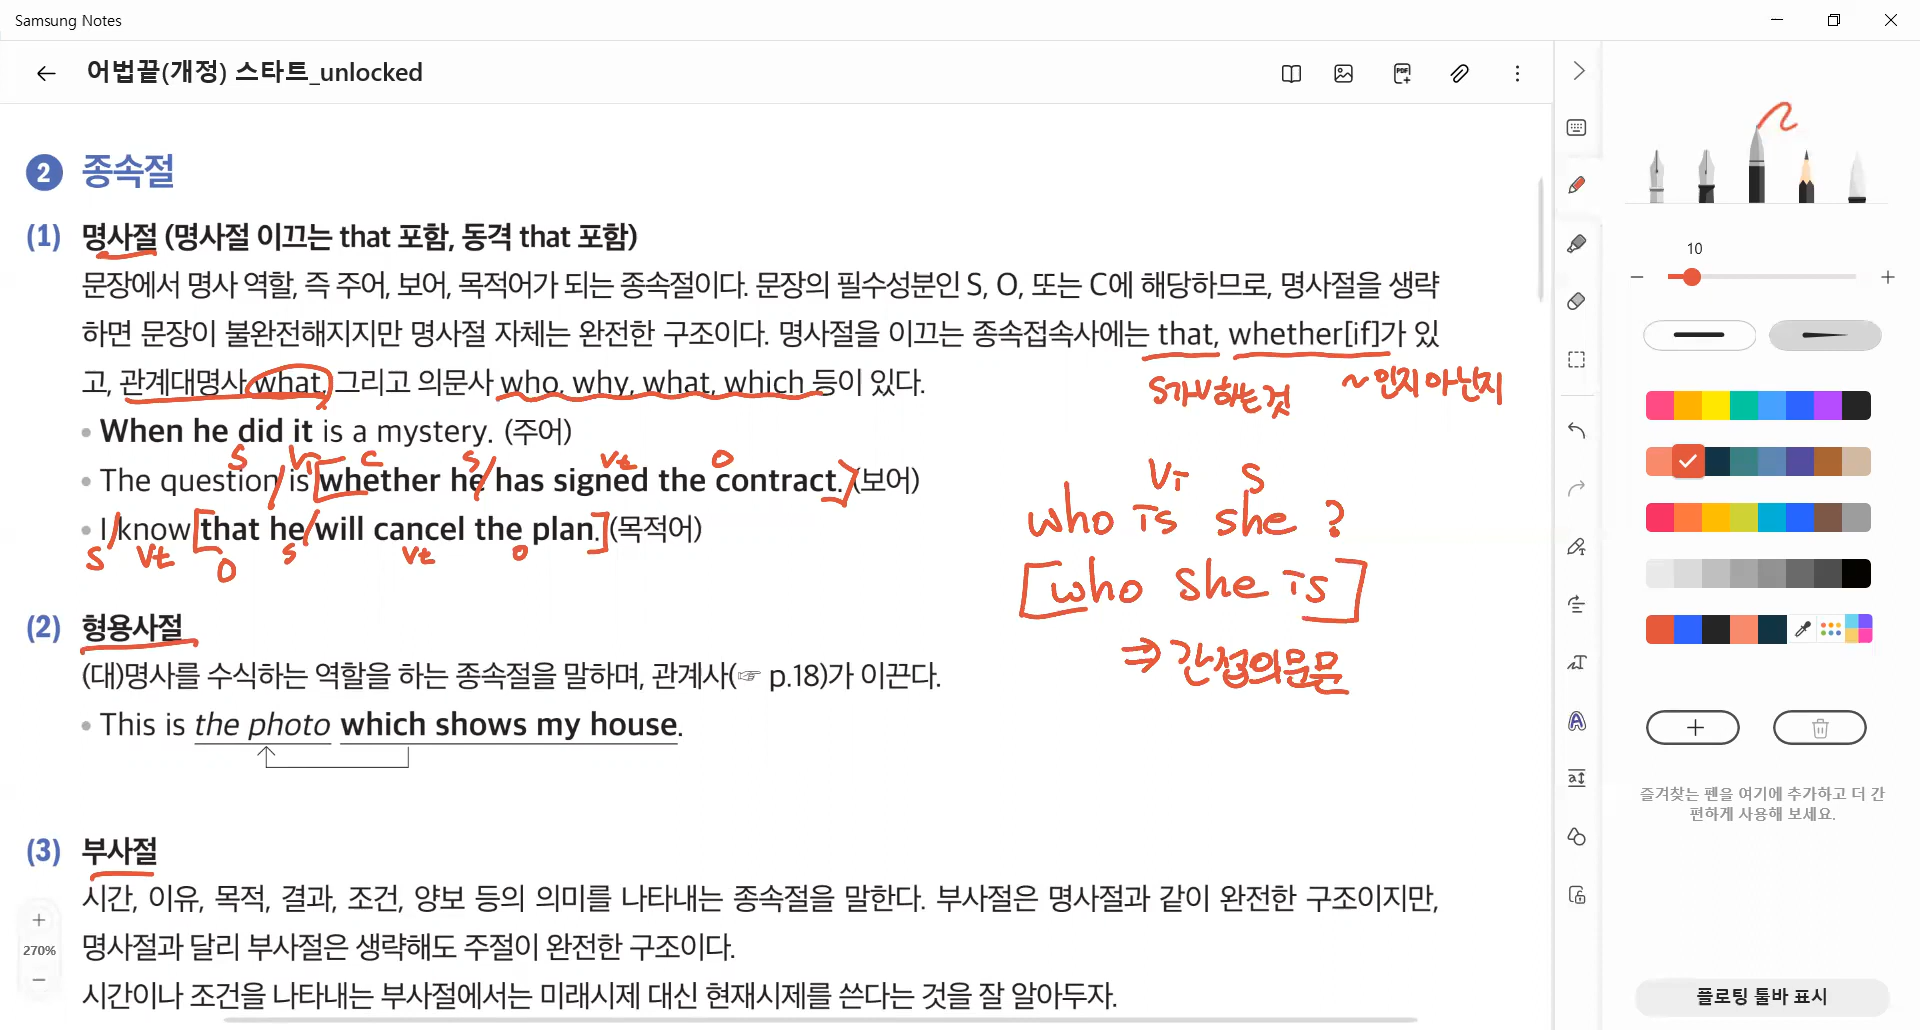 Samsung Notes
어법끝(개정) 스타트_unlocked
2 종속절
(1) 명사절 (명사절 이끄는 that 포함, 동격 that 포함)
문장에서 명사 역할, 즉 주어, 보어, 목적어가 되는 종속절이다. 문장의 필수성분인 S, O, 또는 C에 해당하므로, 명사절을 생략
하면 문장이 불완전해지지만 명사절 자체는 완전한 구조이다. 명사절을 이끄는 종속접속사에는 that, whether[if]가 있
고, 관계대명사 what, 그리고 의문사 who, why, what, which 등이 있다.
S가 V하는 것
~인지 아닌지
• When he did it is a mystery. (주어)
S Vi C S Vt O
• The question / is [whether he / has signed the contract.] (보어)
• I / know [that he / will cancel the plan.] (목적어)
S Vt O S Vt O
Vi S
who is she ?
[who she is]
⇒ 간접의문문
(2) 형용사절
(대)명사를 수식하는 역할을 하는 종속절을 말하며, 관계사(☞ p.18)가 이끈다.
• This is the photo which shows my house.
(3) 부사절
시간, 이유, 목적, 결과, 조건, 양보 등의 의미를 나타내는 종속절을 말한다. 부사절은 명사절과 같이 완전한 구조이지만,
명사절과 달리 부사절은 생략해도 주절이 완전한 구조이다.
시간이나 조건을 나타내는 부사절에서는 미래시제 대신 현재시제를 쓴다는 것을 잘 알아두자.
270%
10
즐겨찾는 펜을 여기에 추가하고 더 간
편하게 사용해 보세요.
플로팅 툴바 표시